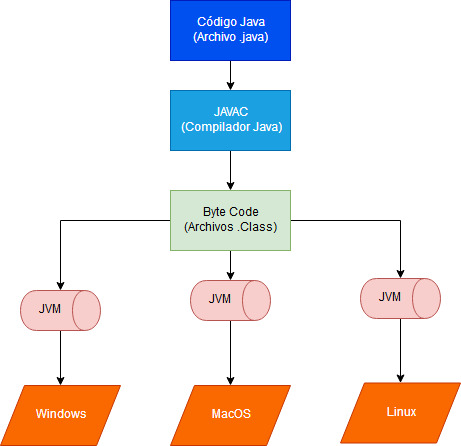 Código Java
(Archivo .java)
JAVAC
(Compilador Java)
Byte Code
(Archivos .Class)
JVM
JVM
JVM
Windows
MacOS
Linux